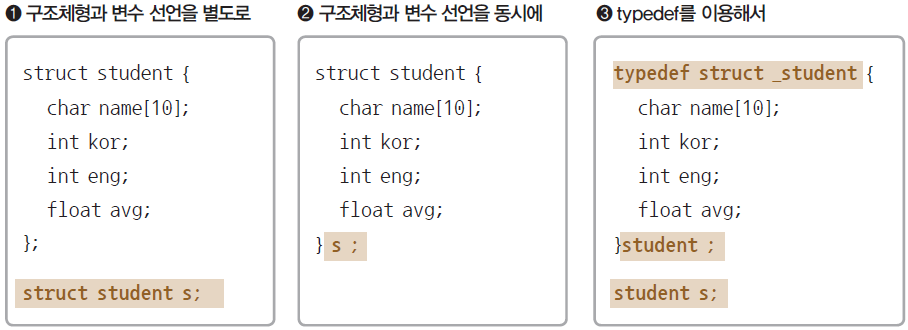 ❶ 구조체형과 변수 선언을 별도로
struct student {
char name[10];
int kor;
int eng;
float avg;
};
struct student s;
❷ 구조체형과 변수 선언을 동시에
struct student {
char name[10];
int kor;
int eng;
float avg;
} s ;
❸ typedef를 이용해서
typedef struct _student {
char name[10];
int kor;
int eng;
float avg;
}student ;
student s;